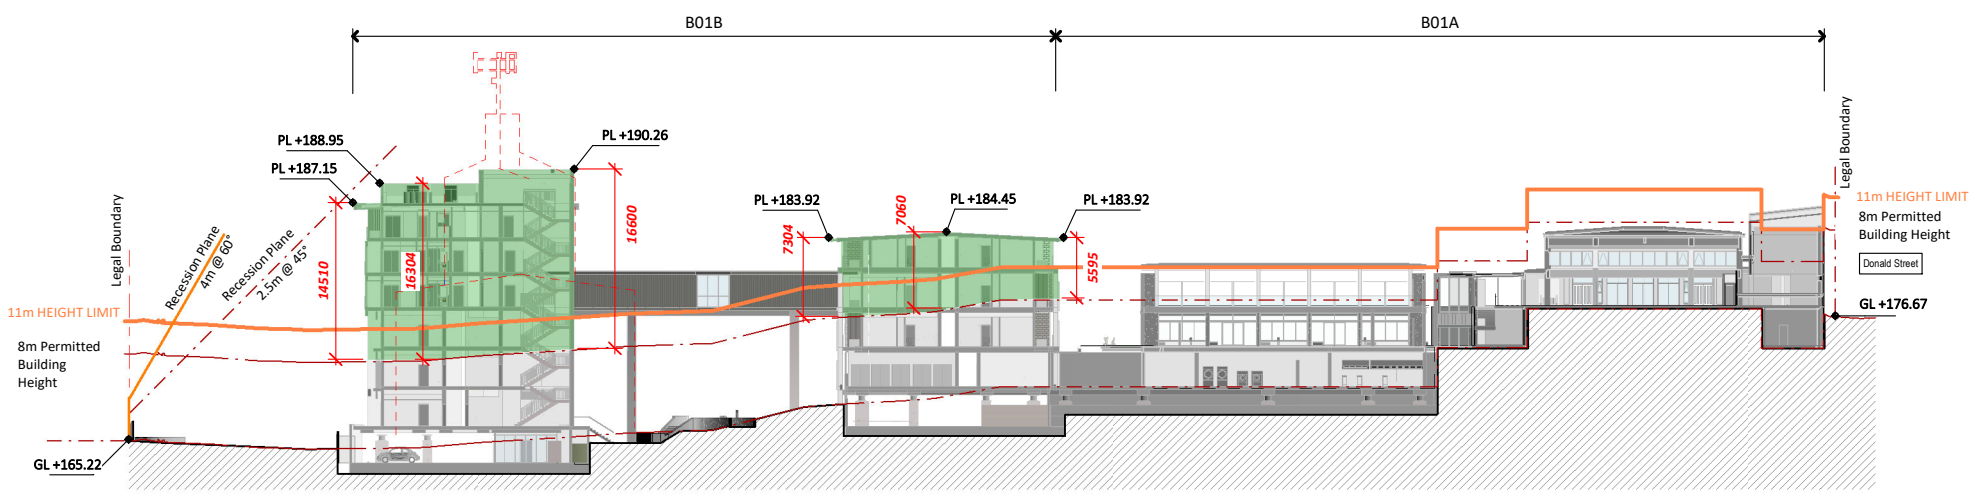 B01B
B01A
PL +188.95
PL +187.15
PL +190.26
PL +183.92
PL +184.45
PL +183.92
Legal Boundary
Recession Plane
4m @ 60°
Recession Plane
2.5m @ 45°
14510
16304
16600
7304
7060
5595
11m HEIGHT LIMIT
8m Permitted
Building
Height
GL +165.22
Legal Boundary
11m HEIGHT LIMIT
8m Permitted
Building Height
Donald Street
GL +176.67